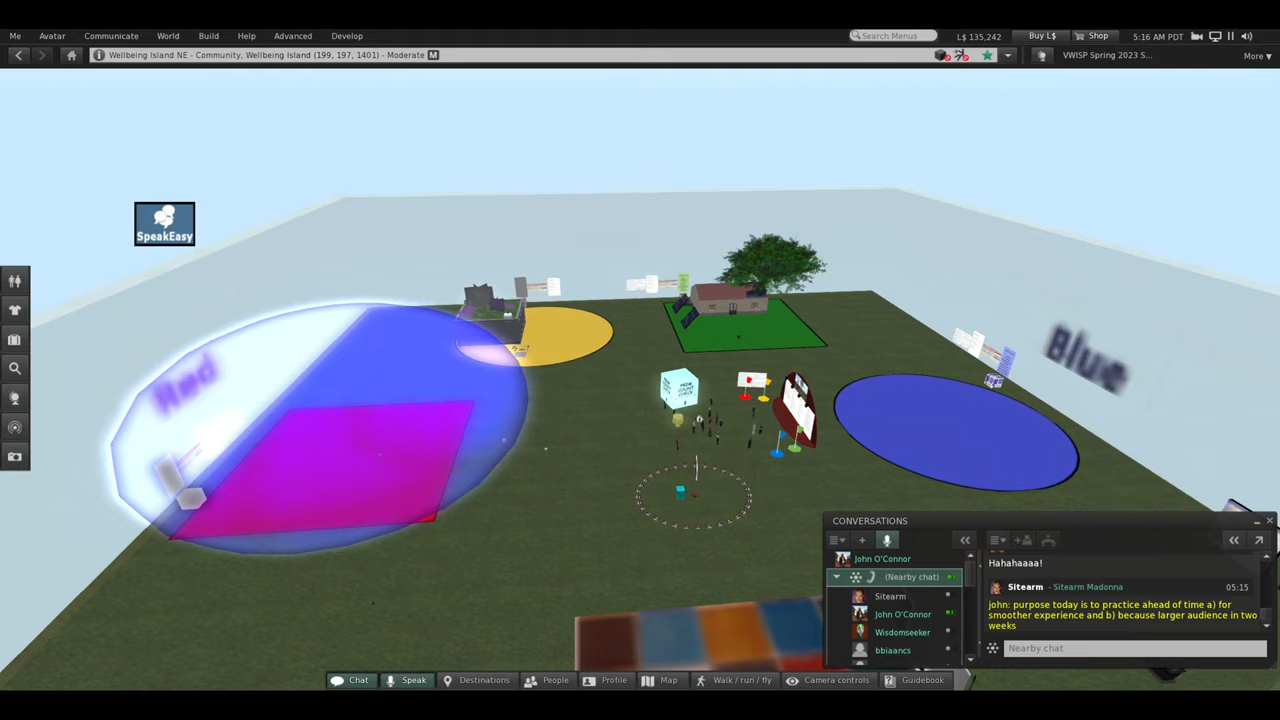 Me Avatar Communicate World Build Help Advanced Develop
Search Menus
L$ 135,242
Buy L$
Shop
5:16 AM PDT
Wellbeing Island NE - Community, Wellbeing Island (199, 197, 1401) - Moderate M
VWISP Spring 2023 S...
More ▼
SpeakEasy
Red
Blue
CONVERSATIONS
John O'Connor
(Nearby chat)
Sitearm
John O'Connor
Wisdomseeker
bbiaancs
Hahahaaaa!
Sitearm - Sitearm Madonna 05:15
john: purpose today is to practice ahead of time a) for
smoother experience and b) because larger audience in two
weeks
Nearby chat
Chat Speak Destinations People Profile Map Walk / run / fly Camera controls Guidebook